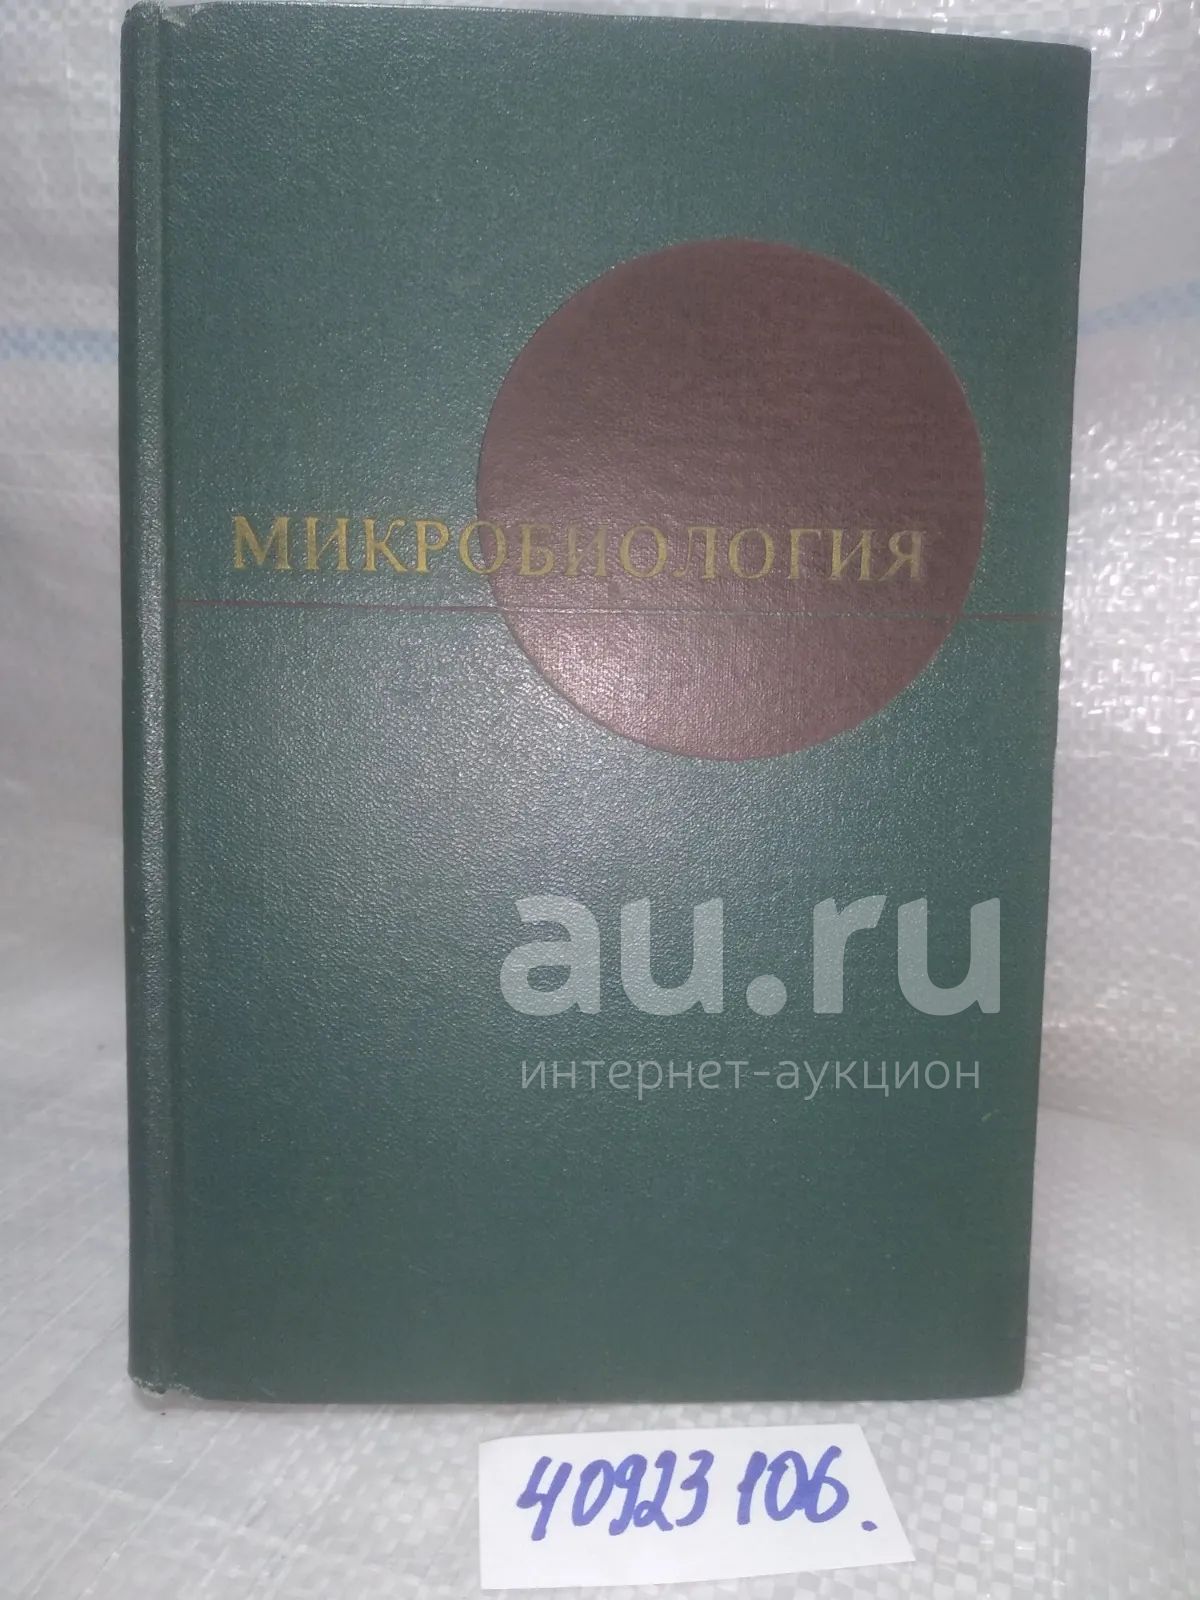 МИКРОБИОЛОГИЯ
au.ru
интернет-аукцион
40923106.